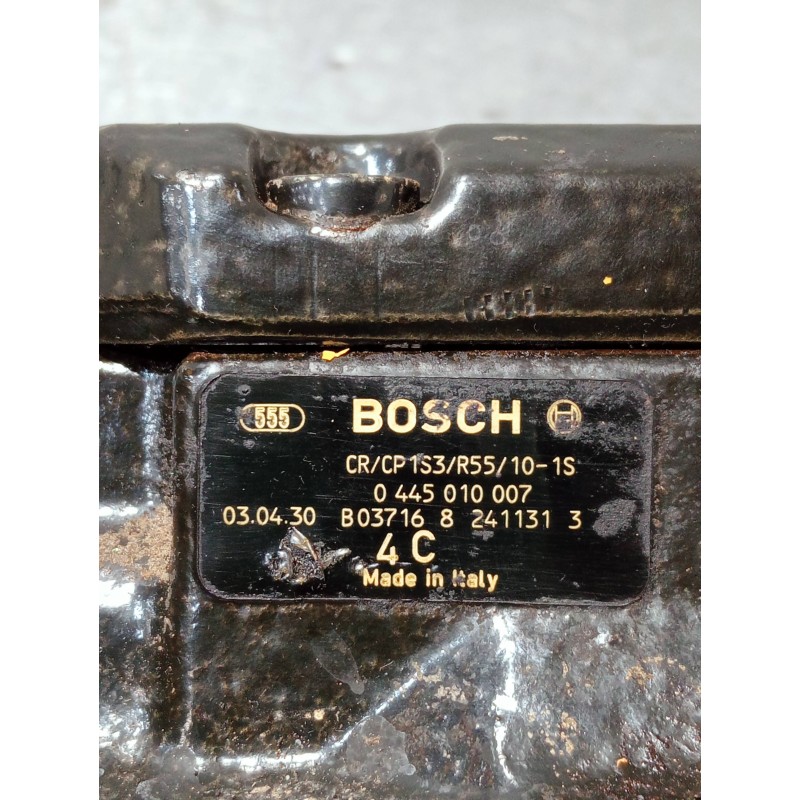 555 BOSCH
CR/CP1S3/R55/10-1S
0 445 010 007
03.04.30 B03716 8 241131 3
4C
Made in Italy